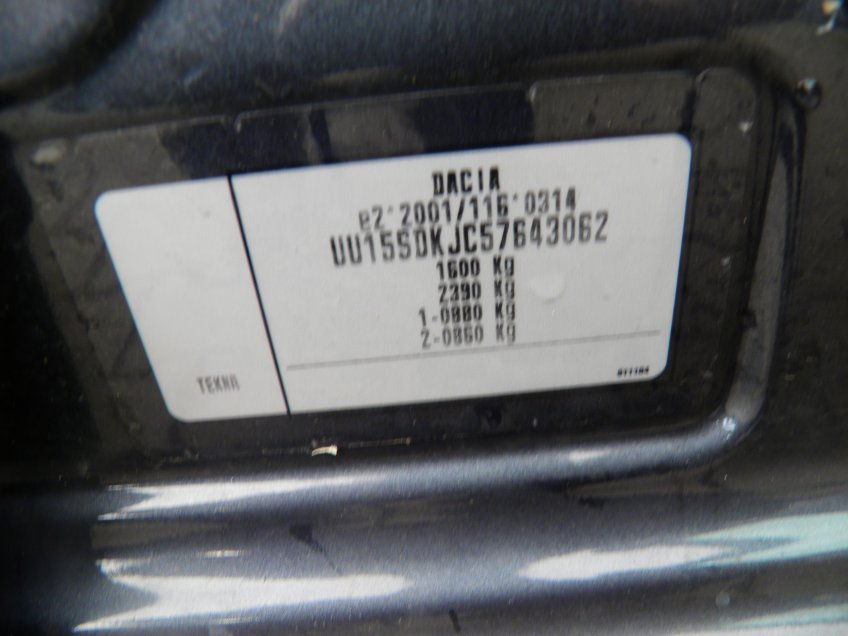 DACIA
e2*2001/116*0314
UU15SDKJC57643062
1600 Kg
2390 Kg
1-0880 Kg
2-0860 Kg
TEKNA